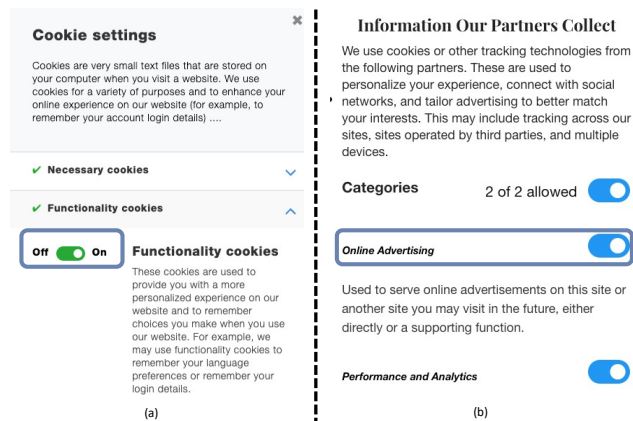 Cookie settings
Cookies are very small text files that are stored on
your computer when you visit a website. We use
cookies for a variety of purposes and to enhance your
online experience on our website (for example, to
remember your account login details) ....
✔ Necessary cookies
✔ Functionality cookies
Off On
Functionality cookies
These cookies are used to
provide you with a more
personalized experience on our
website and to remember
choices you make when you use
our website. For example, we
may use functionality cookies to
remember your language
preferences or remember your
login details.
(a)
Information Our Partners Collect
We use cookies or other tracking technologies from
the following partners. These are used to
personalize your experience, connect with social
networks, and tailor advertising to better match
your interests. This may include tracking across our
sites, sites operated by third parties, and multiple
devices.
Categories 2 of 2 allowed
Online Advertising
Used to serve online advertisements on this site or
another site you may visit in the future, either
directly or a supporting function.
Performance and Analytics
(b)